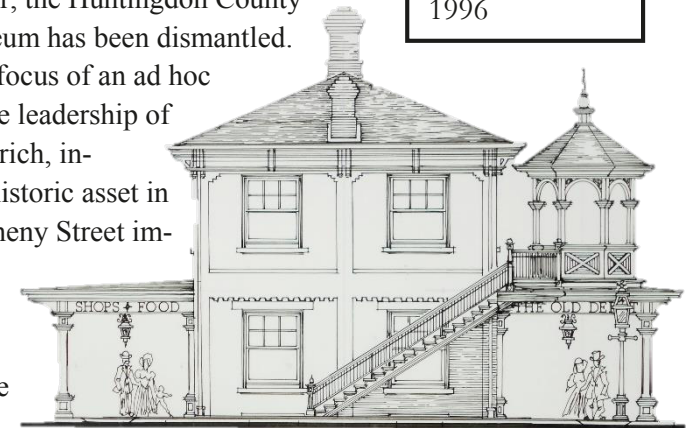 r, the Huntingdon County
eum has been dismantled.
focus of an ad hoc
e leadership of
rich, in-
historic asset in
heny Street im-
e
1996
SHOPS + FOOD
THE OLD DE